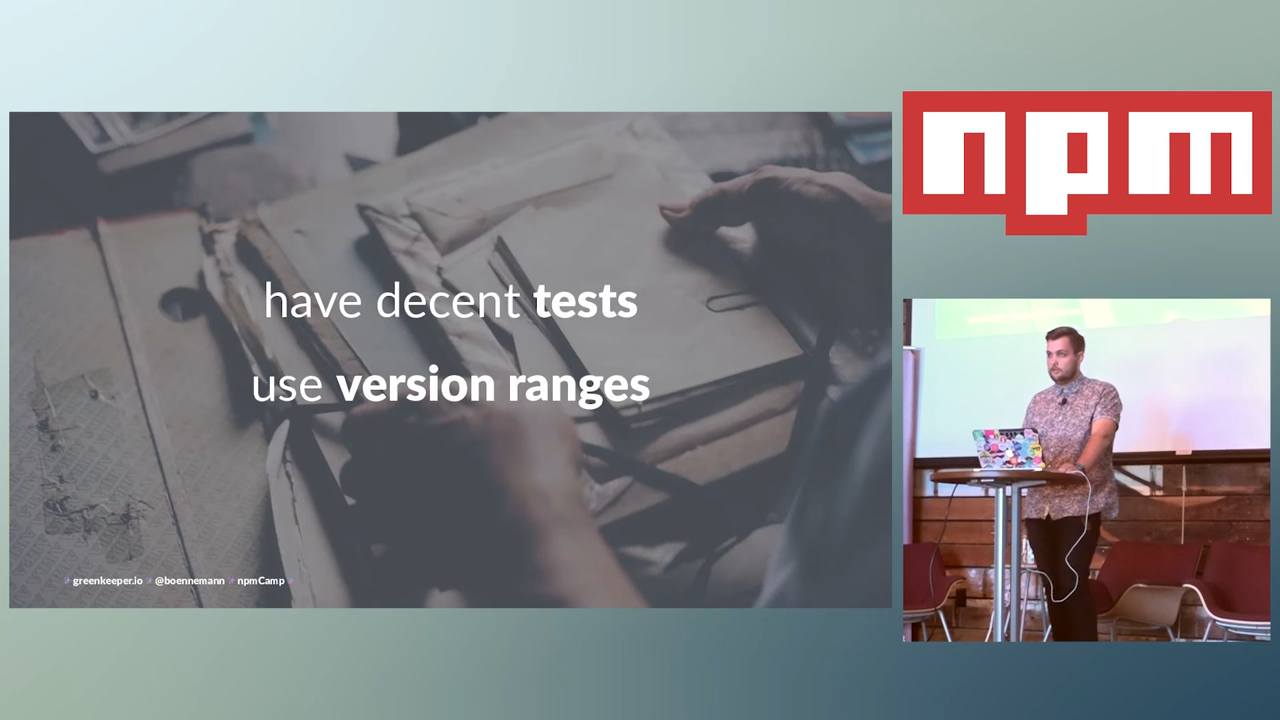 have decent tests
use version ranges
greenkeeper.io @boennemann npmCamp
npm